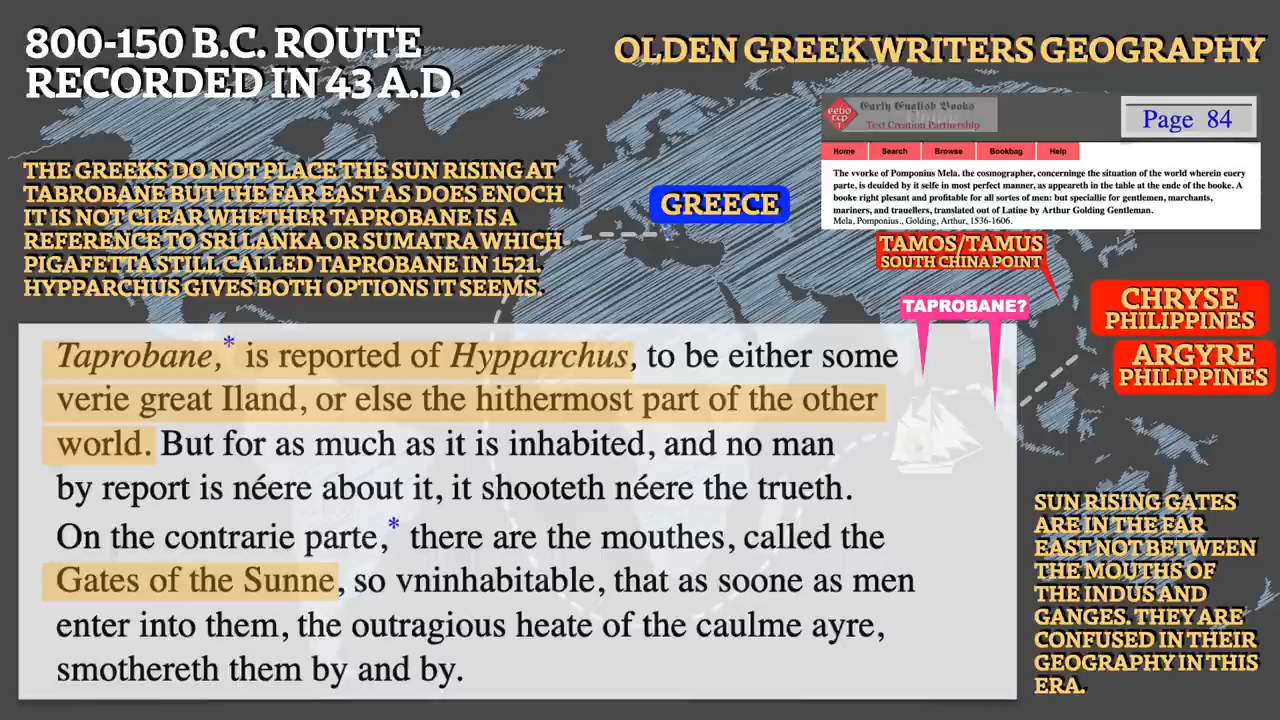 800-150 B.C. ROUTE
RECORDED IN 43 A.D.
OLDEN GREEK WRITERS GEOGRAPHY
eebo
tcp
Early English Books
Online
Text Creation Partnership
Page 84
Home Search Browse Bookbag Help
The vvorke of Pomponius Mela. the cosmographer, concerninge the situation of the world wherein euery
parte, is deuided by it selfe in most perfect manner, as appeareth in the table at the ende of the booke. A
booke right plesant and profitable for all sortes of men: but speciallie for gentlemen, marchants,
mariners, and trauellers, translated out of Latine by Arthur Golding Gentleman.
Mela, Pomponius., Golding, Arthur, 1536-1606.
THE GREEKS DO NOT PLACE THE SUN RISING AT
TABROBANE BUT THE FAR EAST AS DOES ENOCH
IT IS NOT CLEAR WHETHER TAPROBANE IS A
REFERENCE TO SRI LANKA OR SUMATRA WHICH
PIGAFETTA STILL CALLED TAPROBANE IN 1521.
HYPPARCHUS GIVES BOTH OPTIONS IT SEEMS.
GREECE
TAMOS/TAMUS
SOUTH CHINA POINT
TAPROBANE?
CHRYSE
PHILIPPINES
ARGYRE
PHILIPPINES
Taprobane,* is reported of Hypparchus, to be either some
verie great Iland, or else the hithermost part of the other
world. But for as much as it is inhabited, and no man
by report is néere about it, it shooteth néere the trueth.
On the contrarie parte,* there are the mouthes, called the
Gates of the Sunne, so vninhabitable, that as soone as men
enter into them, the outragious heate of the caulme ayre,
smothereth them by and by.
SUN RISING GATES
ARE IN THE FAR
EAST NOT BETWEEN
THE MOUTHS OF
THE INDUS AND
GANGES. THEY ARE
CONFUSED IN THEIR
GEOGRAPHY IN THIS
ERA.